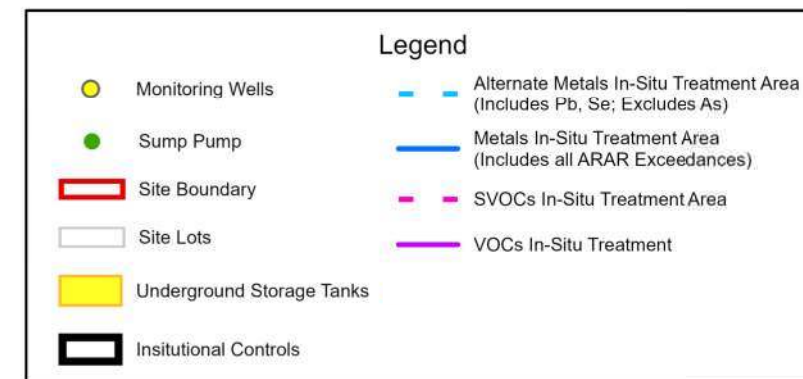 Legend
Monitoring Wells
Sump Pump
Site Boundary
Site Lots
Underground Storage Tanks
Insitutional Controls
Alternate Metals In-Situ Treatment Area
(Includes Pb, Se; Excludes As)
Metals In-Situ Treatment Area
(Includes all ARAR Exceedances)
SVOCs In-Situ Treatment Area
VOCs In-Situ Treatment